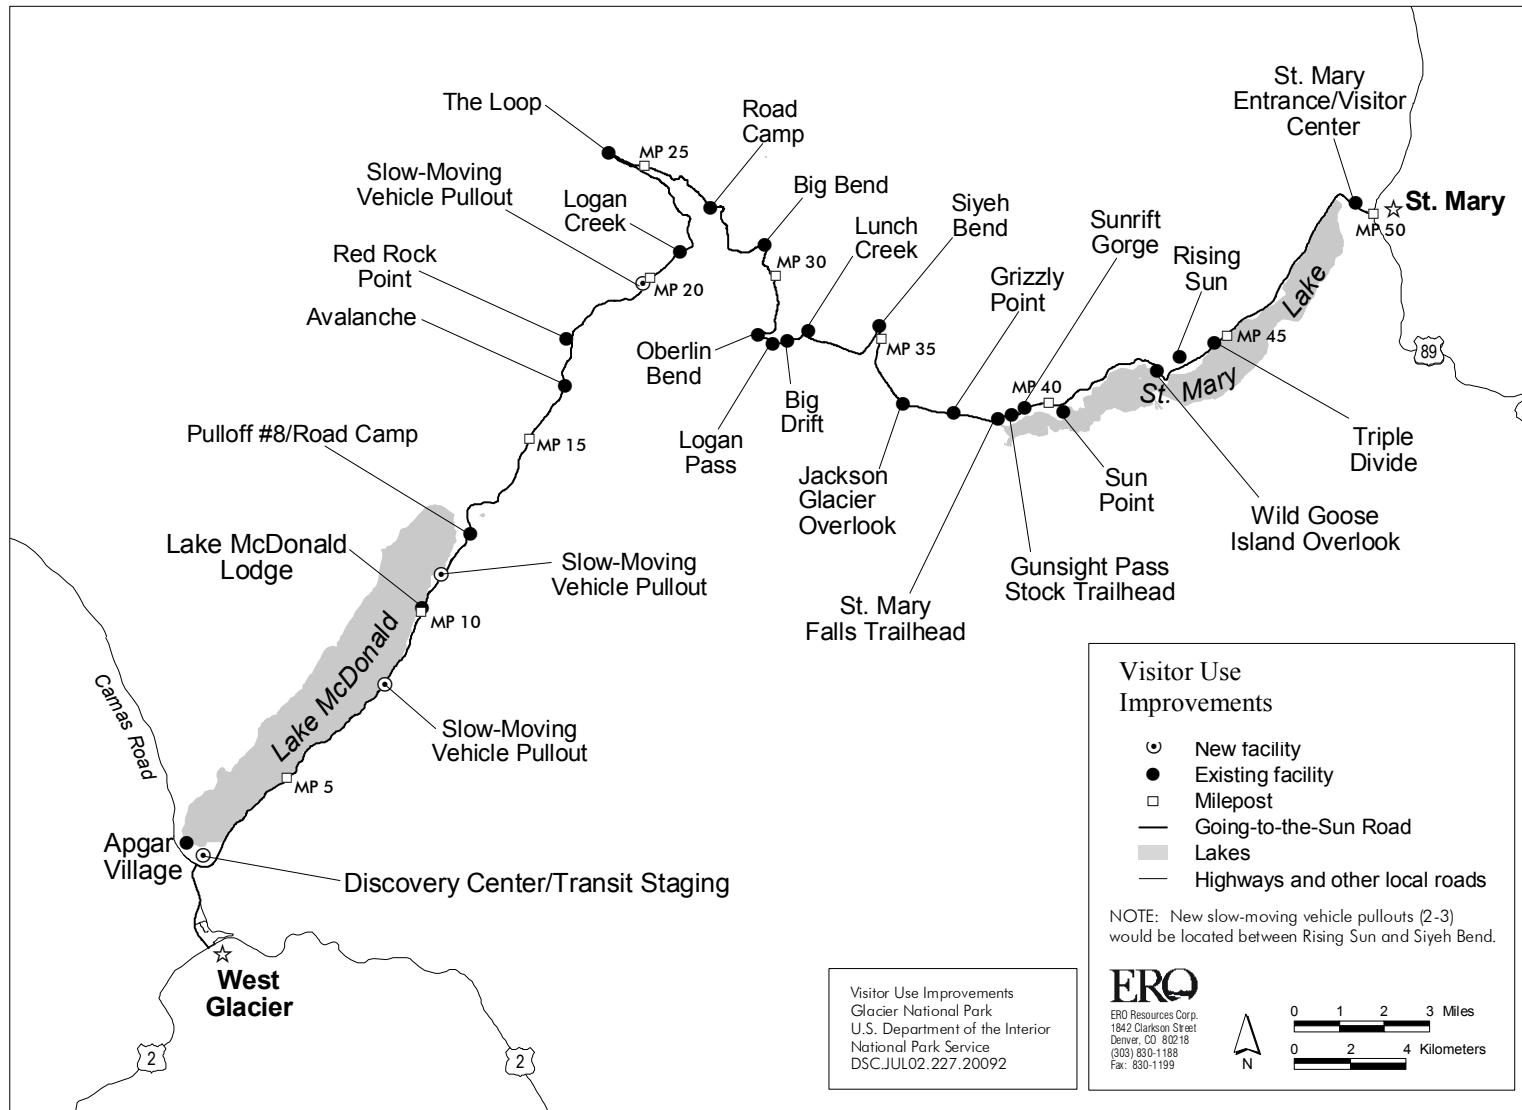 St. Mary
Entrance/Visitor
Center
The Loop
Road
Camp
MP 25
Slow-Moving
Vehicle Pullout
Logan
Creek
Big Bend
Siyeh
Bend
Lunch
Creek
Sunrift
Gorge
St. Mary
MP 50
Red Rock
Point
MP 20
MP 30
Grizzly
Point
Rising
Sun
Lake
Avalanche
Oberlin
Bend
MP 35
MP 45
89
MP 40
St. Mary
Big
Drift
Pulloff #8/Road Camp
MP 15
Logan
Pass
Triple
Divide
Jackson
Glacier
Overlook
Sun
Point
Wild Goose
Island Overlook
Lake McDonald
Lodge
Slow-Moving
Vehicle Pullout
Gunsight Pass
Stock Trailhead
St. Mary
Falls Trailhead
MP 10
Lake McDonald
Camas Road
Slow-Moving
Vehicle Pullout
MP 5
Apgar
Village
Discovery Center/Transit Staging
West
Glacier
2
2
Visitor Use
Improvements
New facility
Existing facility
Milepost
Going-to-the-Sun Road
Lakes
Highways and other local roads
NOTE: New slow-moving vehicle pullouts (2-3)
would be located between Rising Sun and Siyeh Bend.
ERO
ERO Resources Corp.
1842 Clarkson Street
Denver, CO 80218
(303) 830-1188
Fax: 830-1199
N
0 1 2 3 Miles
0 2 4 Kilometers
Visitor Use Improvements
Glacier National Park
U.S. Department of the Interior
National Park Service
DSC.JUL02.227.20092